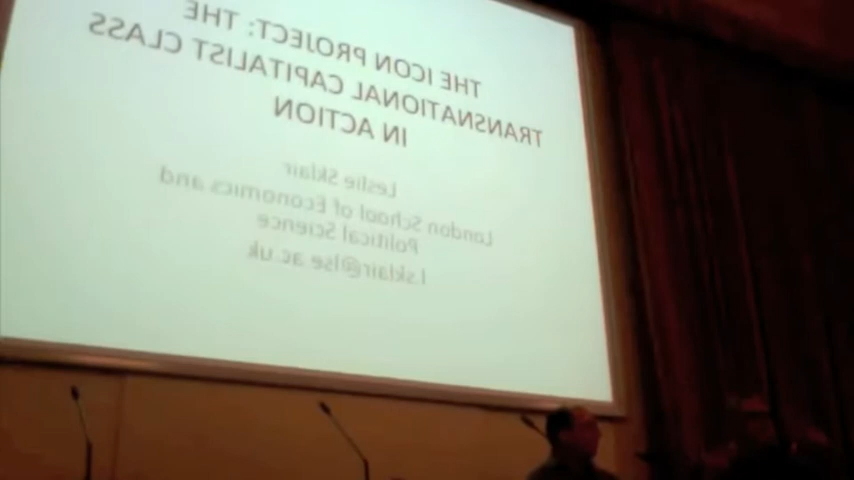 THE ICON PROJECT: THE
TRANSNATIONAL CAPITALIST CLASS
IN ACTION
Leslie Sklair
London School of Economics and
Political Science
l.sklair@lse.ac.uk